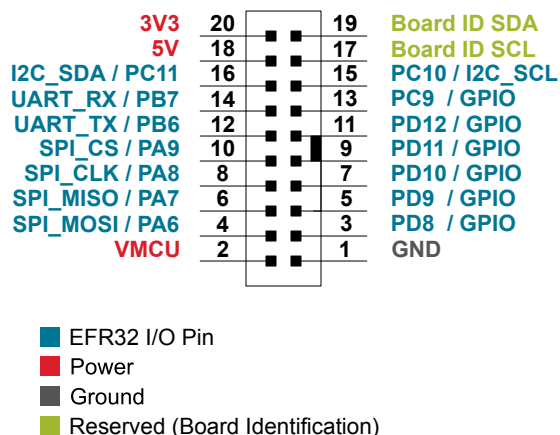 3V3 20 19 Board ID SDA
5V 18 17 Board ID SCL
I2C_SDA / PC11 16 15 PC10 / I2C_SCL
UART_RX / PB7 14 13 PC9 / GPIO
UART_TX / PB6 12 11 PD12 / GPIO
SPI_CS / PA9 10 9 PD11 / GPIO
SPI_CLK / PA8 8 7 PD10 / GPIO
SPI_MISO / PA7 6 5 PD9 / GPIO
SPI_MOSI / PA6 4 3 PD8 / GPIO
VMCU 2 1 GND
EFR32 I/O Pin
Power
Ground
Reserved (Board Identification)